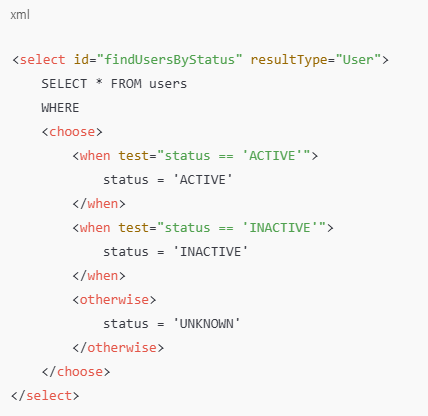 xml
<select id="findUsersByStatus" resultType="User">
    SELECT * FROM users
    WHERE
    <choose>
        <when test="status == 'ACTIVE'">
            status = 'ACTIVE'
        </when>
        <when test="status == 'INACTIVE'">
            status = 'INACTIVE'
        </when>
        <otherwise>
            status = 'UNKNOWN'
        </otherwise>
    </choose>
</select>